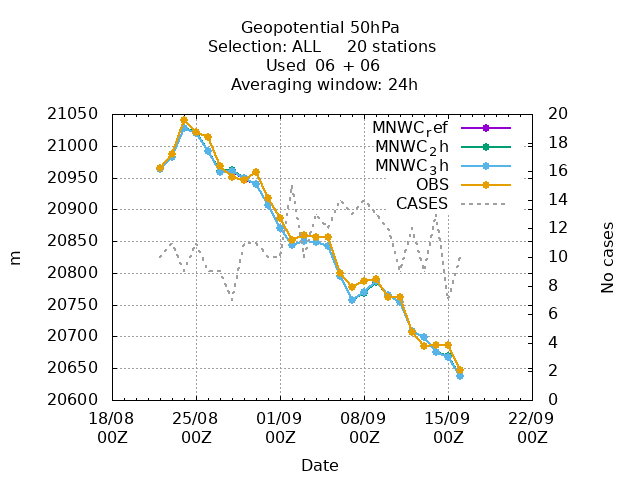 Geopotential 50hPa
Selection: ALL     20 stations
Used  06 + 06
Averaging window: 24h
MNWC_ref
MNWC_2h
MNWC_3h
OBS
CASES
21050
21000
20950
20900
20850
20800
20750
20700
20650
20600
m
20
18
16
14
12
10
8
6
4
2
0
No cases
18/08 00Z
25/08 00Z
01/09 00Z
08/09 00Z
15/09 00Z
22/09 00Z
Date